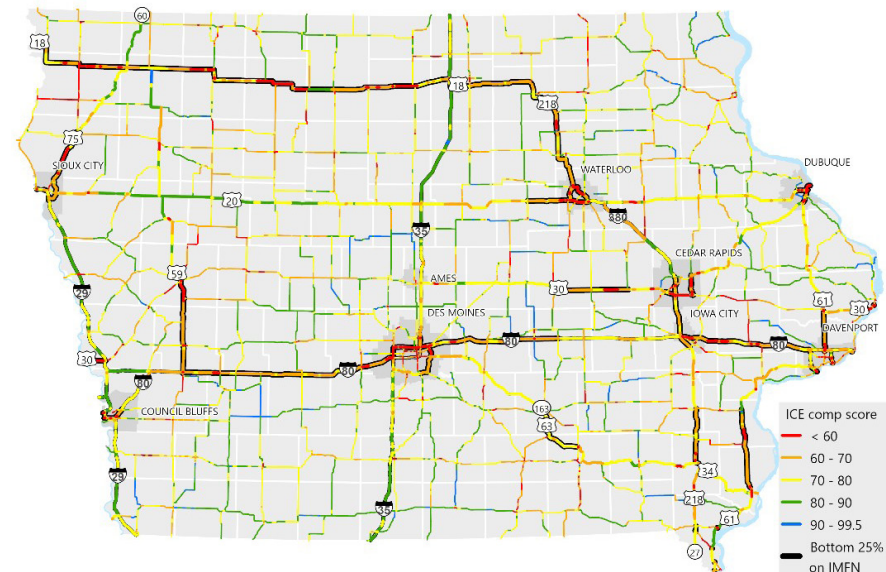 60
18
18
218
75
SIOUX CITY
WATERLOO
DUBUQUE
20
380
35
CEDAR RAPIDS
59
AMES
29
30
61
30
DES MOINES
IOWA CITY
DAVENPORT
80
80
30
80
80
COUNCIL BLUFFS
163
63
ICE comp score
< 60
60 - 70
70 - 80
80 - 90
90 - 99.5
Bottom 25%
on IMFN
34
29
218
35
61
27